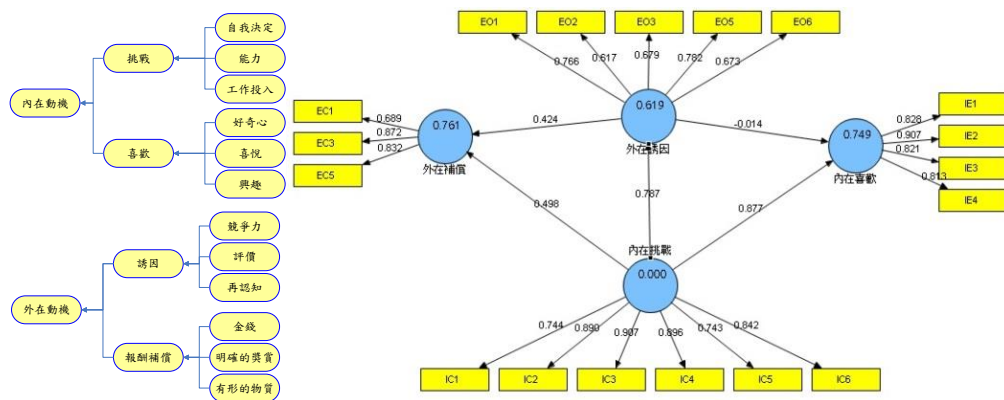 自我決定
挑戰
能力
工作投入
內在動機
好奇心
喜歡
喜悅
興趣
競爭力
誘因
評價
再認知
外在動機
金錢
報酬補償
明確的獎賞
有形的物質
EO1
EO2
EO3
EO5
EO6
0.766
0.617
0.679
0.762
0.673
EC1
EC3
EC5
0.689
0.872
0.832
0.761
外在補償
0.424
0.619
外在誘因
-0.014
0.749
內在喜歡
0.828
0.907
0.821
0.813
IE1
IE2
IE3
IE4
0.498
0.787
0.877
內在挑戰
0.000
0.744
0.890
0.907
0.896
0.743
0.842
IC1
IC2
IC3
IC4
IC5
IC6